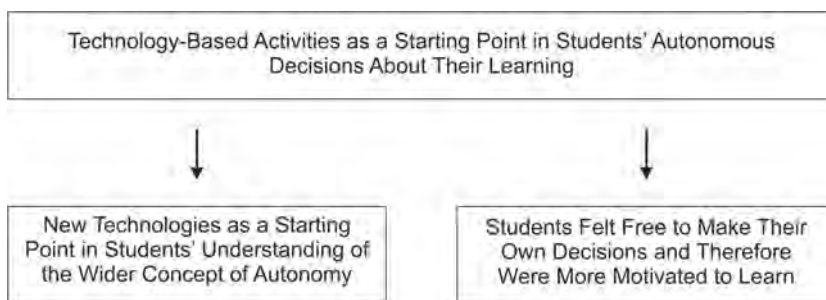 Technology-Based Activities as a Starting Point in Students' Autonomous
Decisions About Their Learning
New Technologies as a Starting
Point in Students' Understanding of
the Wider Concept of Autonomy
Students Felt Free to Make Their
Own Decisions and Therefore
Were More Motivated to Learn